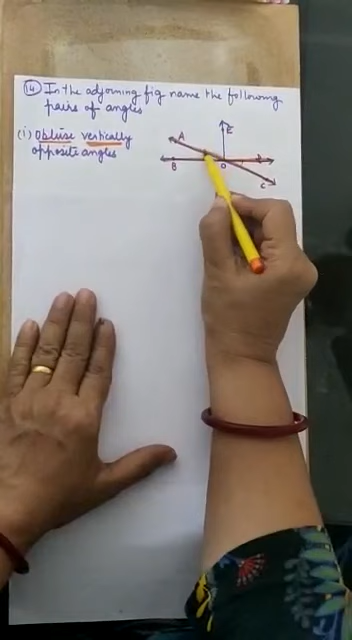 (14) In the adjoining fig name the following
pairs of angles
(i) Obtuse vertically
opposite angles
A
E
B
O
C